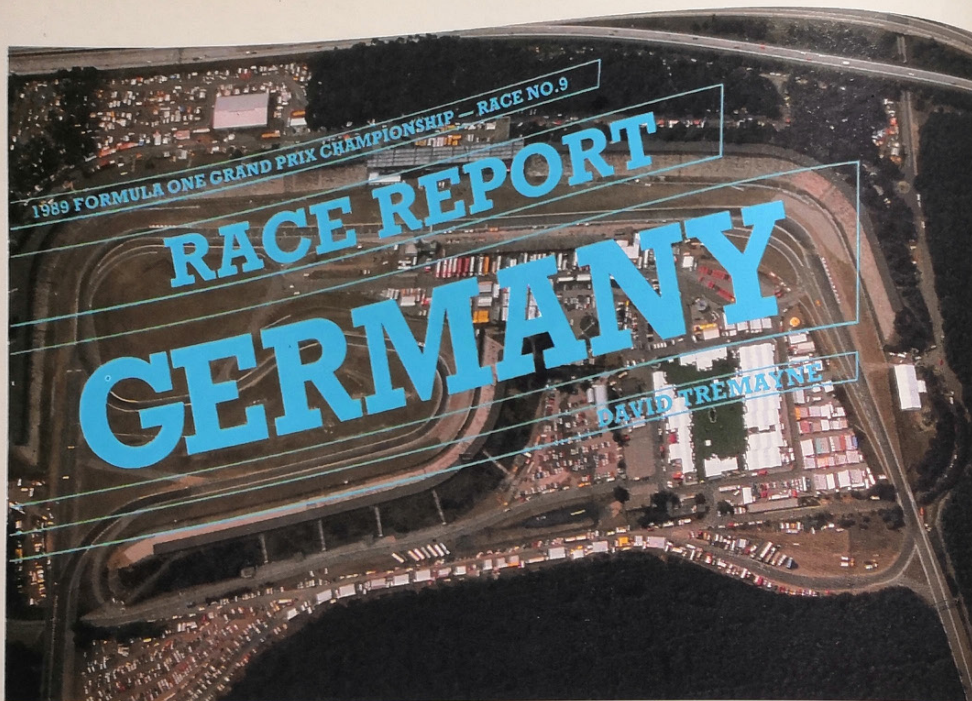 1989 FORMULA ONE GRAND PRIX CHAMPIONSHIP — RACE NO.9
RACE REPORT
GERMANY
DAVID TREMAYNE